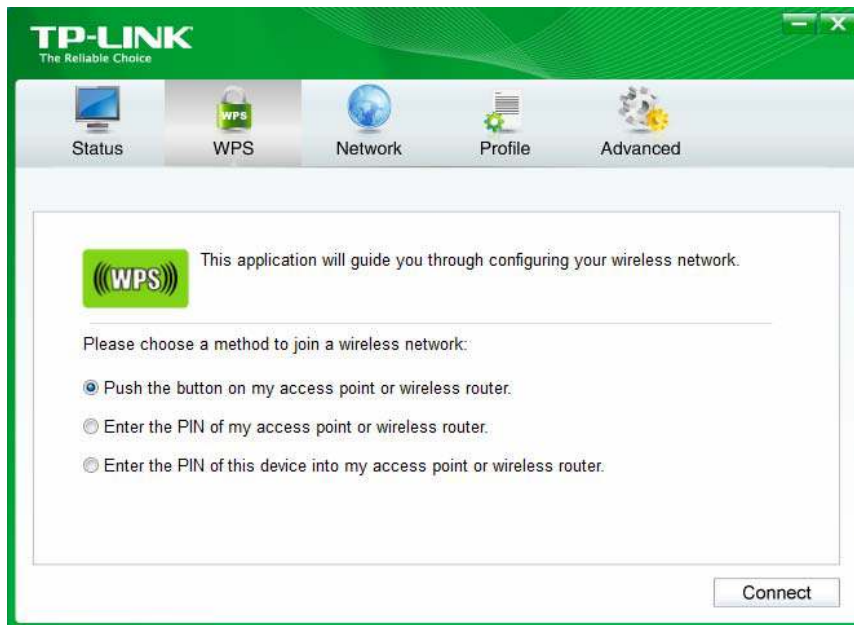 TP-LINK
The Reliable Choice
Status
WPS
WPS
Network
Profile
Advanced
WPS
This application will guide you through configuring your wireless network.
Please choose a method to join a wireless network:
Push the button on my access point or wireless router.
Enter the PIN of my access point or wireless router.
Enter the PIN of this device into my access point or wireless router.
Connect